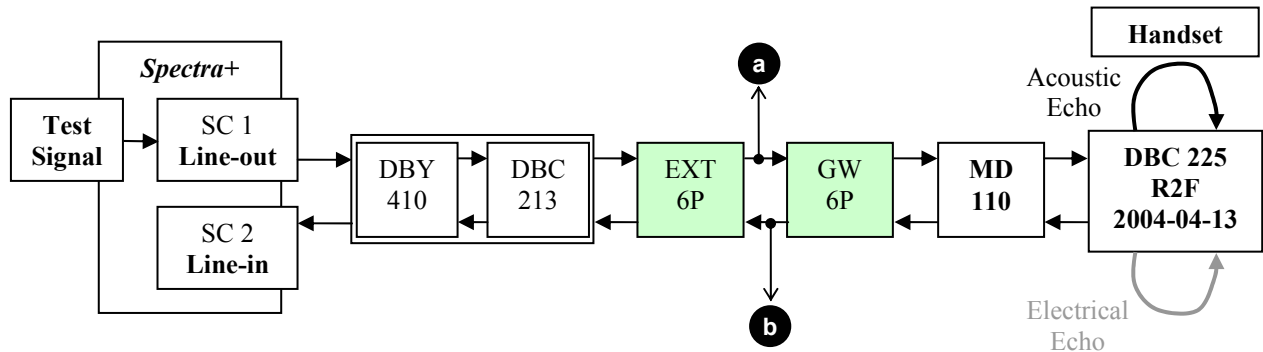 Handset
a
Spectra+
Acoustic
Echo
Test
Signal
SC 1
Line-out
DBY
410
DBC
213
EXT
6P
GW
6P
MD
110
DBC 225
R2F
2004-04-13
SC 2
Line-in
b
Electrical
Echo